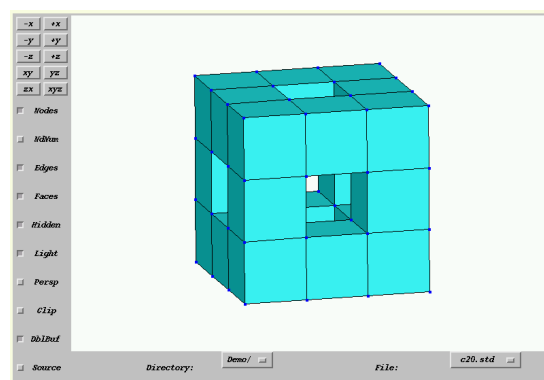 -x +x
-y +y
-z +z
xy yz
zx xyz
Nodes
NdNum
Edges
Faces
Hidden
Light
Persp
Clip
DblBuf
Source
Directory: Demo/ File: c20.std